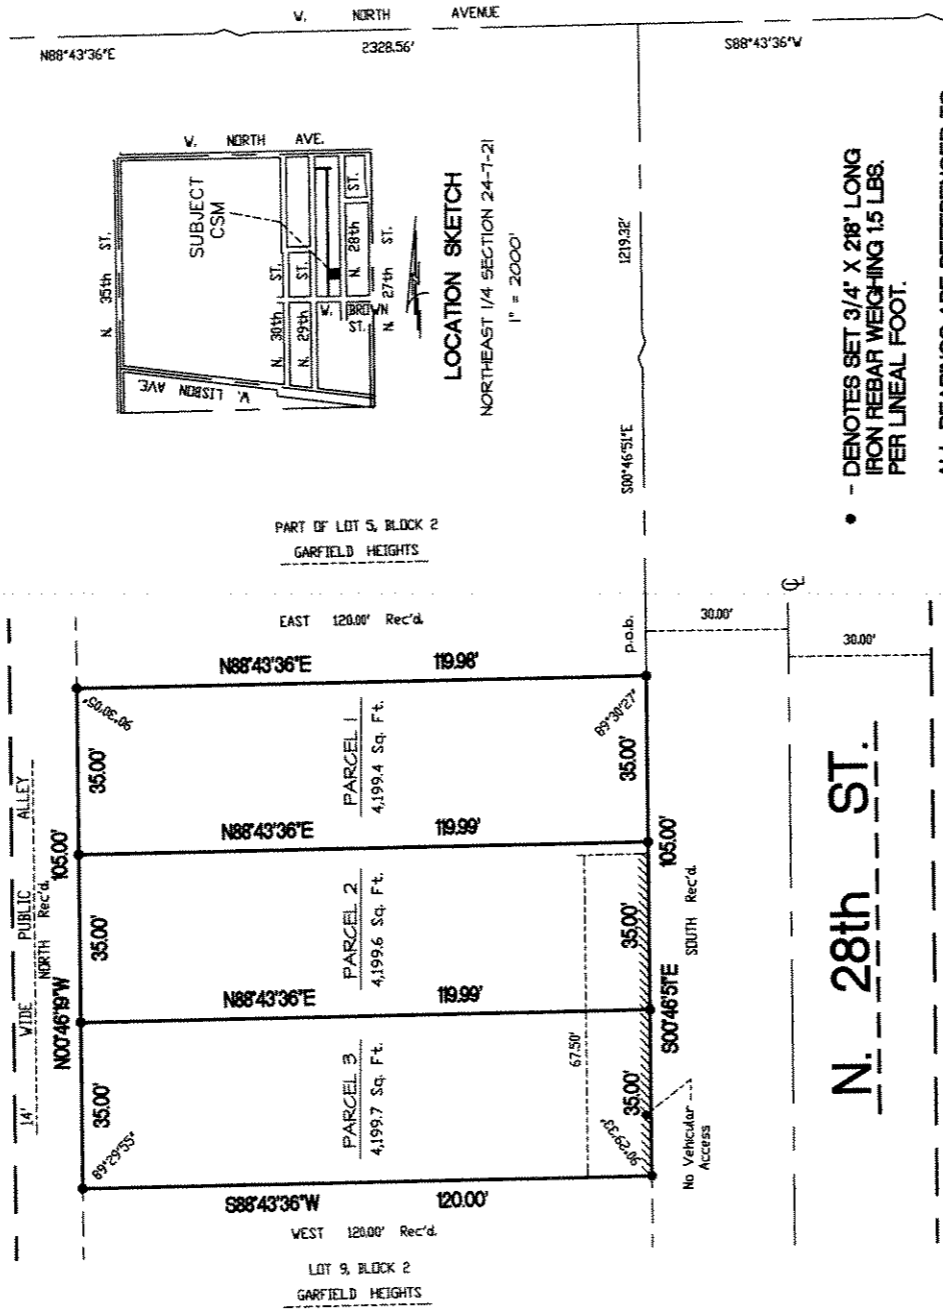 W. NORTH AVENUE
N88°43'36"E
2328.56'
S88°43'36"W
W. NORTH AVE.
N. 35th ST.
SUBJECT
CSM
N. 30th ST.
N. 29th ST.
N. 28th ST.
W. BROWN ST.
N. 27th ST.
W. LISBON AVE.
LOCATION SKETCH
NORTHEAST 1/4 SECTION 24-7-21
1" = 2000'
1219.32'
S00°46'51"E
• - DENOTES SET 3/4" X 218" LONG
IRON REBAR WEIGHING 1.5 LBS.
PER LINEAL FOOT.
ALL BEARINGS ARE REFERENCED TO
PART OF LOT 5, BLOCK 2
GARFIELD HEIGHTS
EAST 120.00' Rec'd.
N88°43'36"E 119.98'
p.o.b.
30.00'
℄
30.00'
90°30'05"
89°30'27"
35.00'
PARCEL 1
4,199.4 Sq. Ft.
35.00'
14' WIDE PUBLIC ALLEY
NORTH Rec'd.
N00°46'19"W 105.00'
N88°43'36"E 119.99'
105.00'
35.00'
PARCEL 2
4,199.6 Sq. Ft.
35.00'
SOUTH Rec'd.
S00°46'51"E
N88°43'36"E 119.99'
67.50'
35.00'
PARCEL 3
4,199.7 Sq. Ft.
35.00'
89°29'55"
90°29'33"
No Vehicular
Access
N. 28th ST.
S88°43'36"W 120.00'
WEST 120.00' Rec'd.
LOT 9, BLOCK 2
GARFIELD HEIGHTS